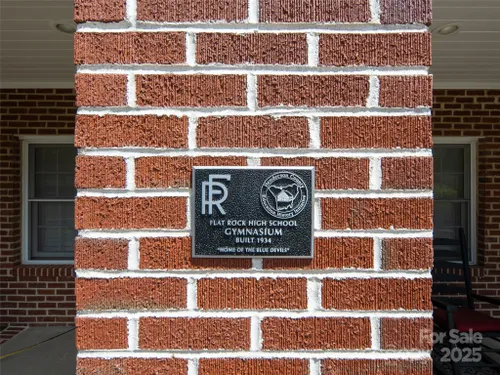 FR
FLAT ROCK HIGH SCHOOL
GYMNASIUM
BUILT 1934
"HOME OF THE BLUE DEVILS"
For Sale
2025